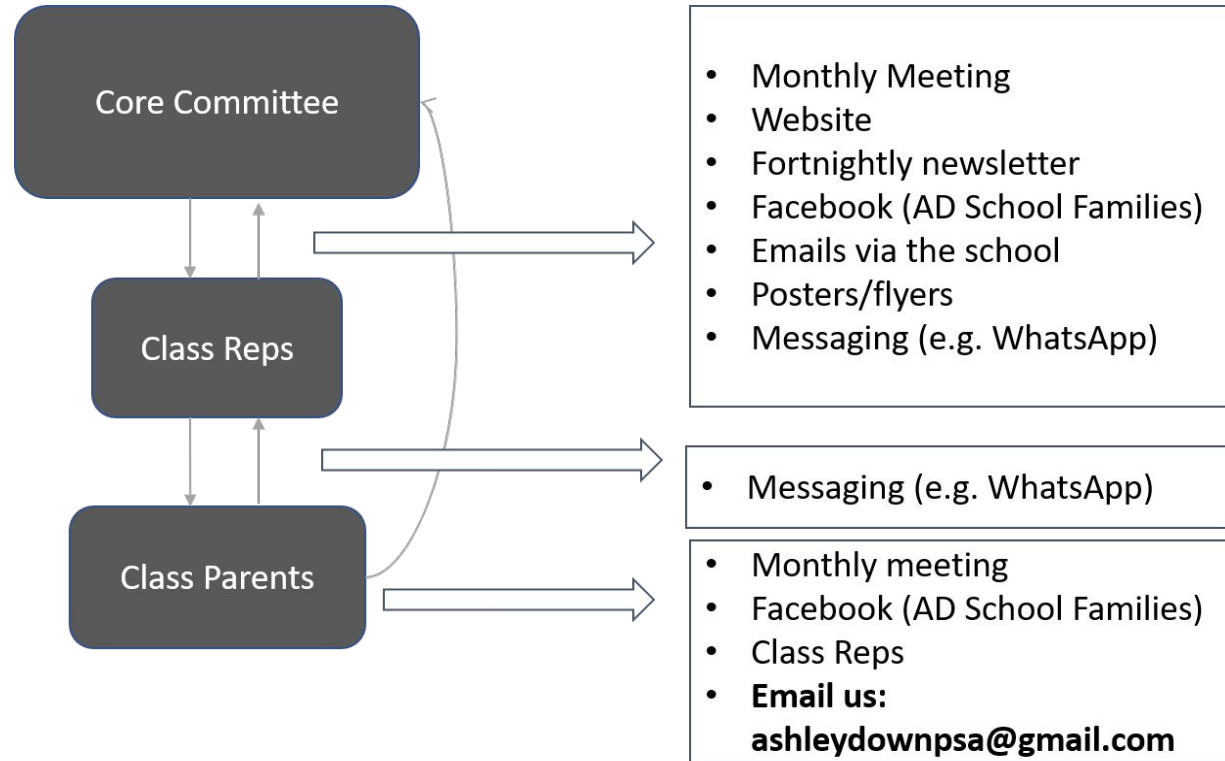 Core Committee
Class Reps
Class Parents
• Monthly Meeting
• Website
• Fortnightly newsletter
• Facebook (AD School Families)
• Emails via the school
• Posters/flyers
• Messaging (e.g. WhatsApp)
• Messaging (e.g. WhatsApp)
• Monthly meeting
• Facebook (AD School Families)
• Class Reps
• Email us:
ashleydownpsa@gmail.com